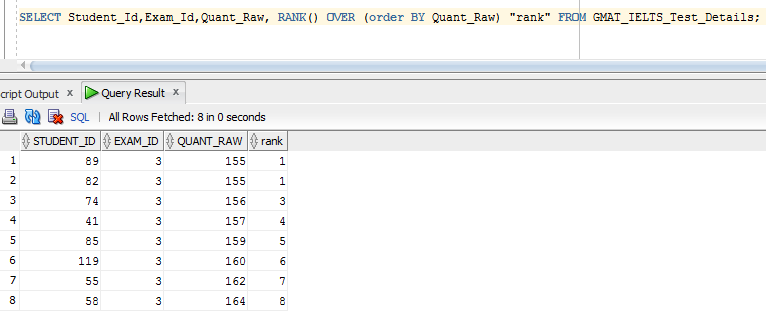 SELECT Student_Id,Exam_Id,Quant_Raw, RANK() OVER (order BY Quant_Raw) "rank" FROM GMAT_IELTS_Test_Details;
cript Output x Query Result x
SQL | All Rows Fetched: 8 in 0 seconds
STUDENT_ID EXAM_ID QUANT_RAW rank
1 89 3 155 1
2 82 3 155 1
3 74 3 156 3
4 41 3 157 4
5 85 3 159 5
6 119 3 160 6
7 55 3 162 7
8 58 3 164 8